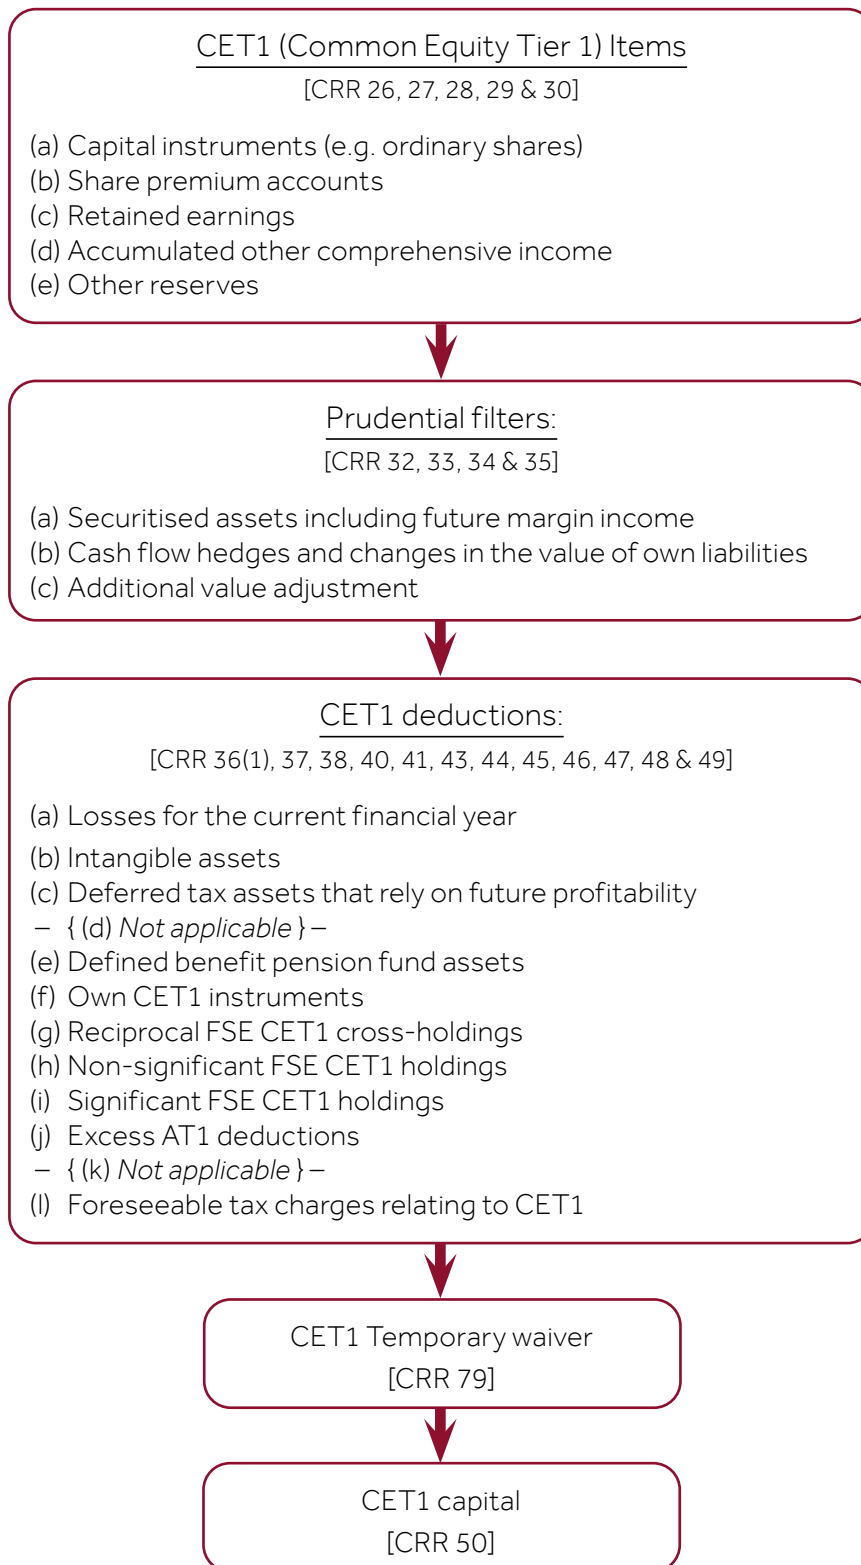 CET1 (Common Equity Tier 1) Items
[CRR 26, 27, 28, 29 & 30]
(a) Capital instruments (e.g. ordinary shares)
(b) Share premium accounts
(c) Retained earnings
(d) Accumulated other comprehensive income
(e) Other reserves
Prudential filters:
[CRR 32, 33, 34 & 35]
(a) Securitised assets including future margin income
(b) Cash flow hedges and changes in the value of own liabilities
(c) Additional value adjustment
CET1 deductions:
[CRR 36(1), 37, 38, 40, 41, 43, 44, 45, 46, 47, 48 & 49]
(a) Losses for the current financial year
(b) Intangible assets
(c) Deferred tax assets that rely on future profitability
– { (d) Not applicable } –
(e) Defined benefit pension fund assets
(f) Own CET1 instruments
(g) Reciprocal FSE CET1 cross-holdings
(h) Non-significant FSE CET1 holdings
(i) Significant FSE CET1 holdings
(j) Excess AT1 deductions
– { (k) Not applicable } –
(l) Foreseeable tax charges relating to CET1
CET1 Temporary waiver
[CRR 79]
CET1 capital
[CRR 50]